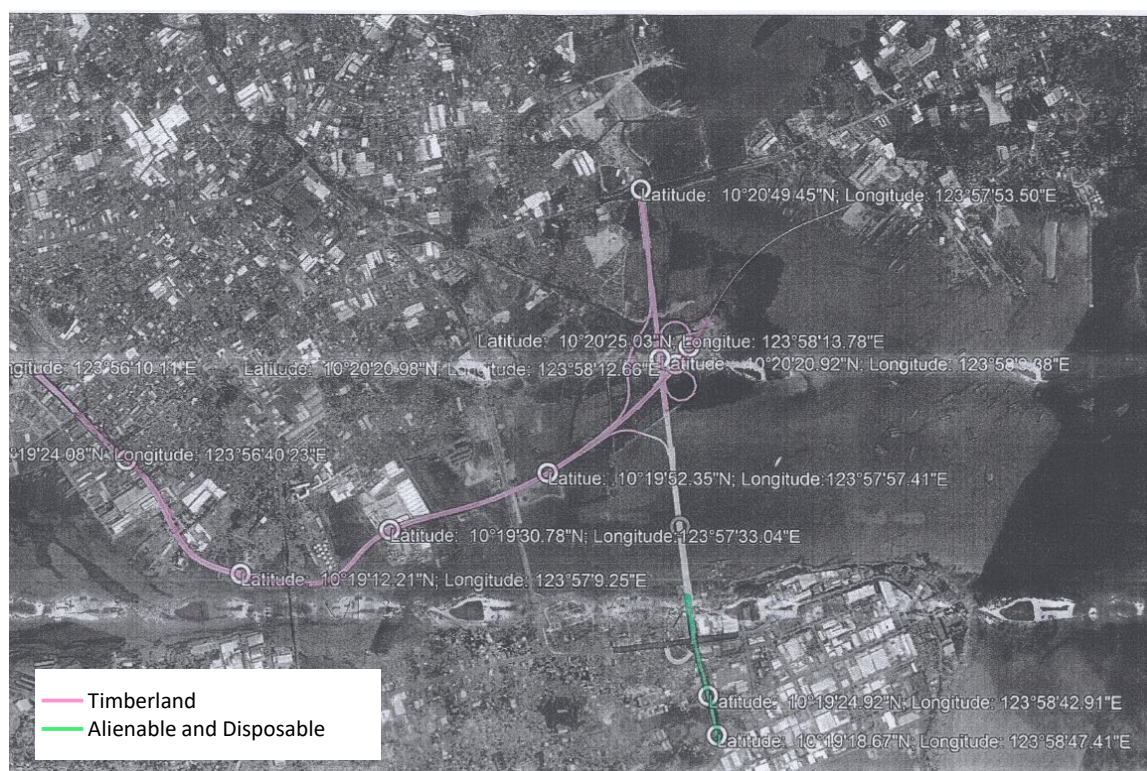 Latitude: 10°20'49.45"N; Longitude: 123°57'53.50"E
Latitude: 10°20'25.03"N, Longitue: 123°58'13.78"E
Latitude: 10°20'20.98"N; Longitude: 123°58'12.66"E
Latitude: 10°20'20.92"N; Longitude: 123°58'
ngitude: 123°56'10.11"E
°19'24.08"N Longitude: 123°56'40.23"E
Latitue: 10°19'52.35"N; Longitude:123°57'57.41"E
Latitude: 10°19'30.78"N; Longitude:123°57'33.04"E
Latitude: 10°19'12.21"N; Longitude: 123°57'9.25"E
Latitude: 10°19'24.92"N; Longitude: 123°58'42.91"E
Latitude: 10°19'18.67"N; Longitude: 123°58'47.41"E
Timberland
Alienable and Disposable